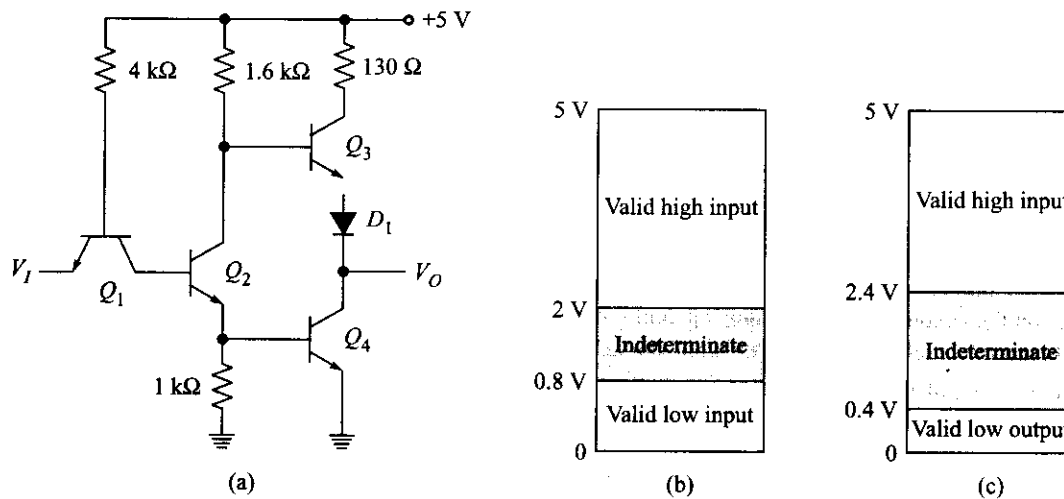 +5 V
4 kΩ
1.6 kΩ
130 Ω
Q3
D1
VI
Q1
Q2
VO
Q4
1 kΩ
(a)
5 V
Valid high input
2 V
Indeterminate
0.8 V
Valid low input
0
(b)
5 V
Valid high input
2.4 V
Indeterminate
0.4 V
Valid low output
0
(c)